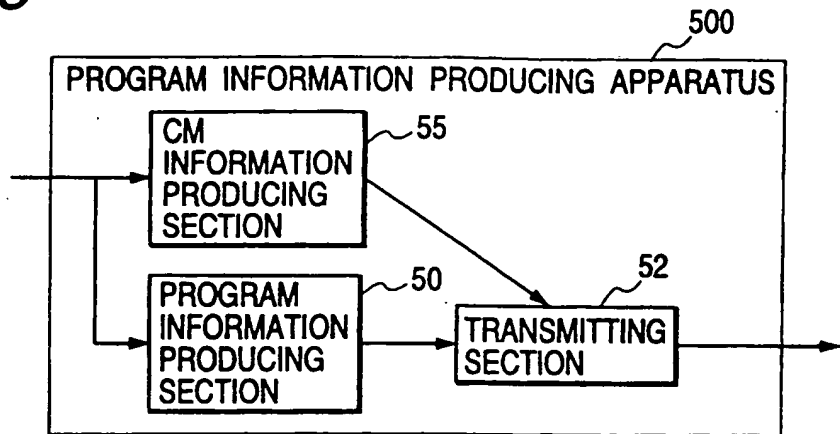 500
PROGRAM INFORMATION PRODUCING APPARATUS
CM
INFORMATION
PRODUCING
SECTION
55
PROGRAM
INFORMATION
PRODUCING
SECTION
50
TRANSMITTING
SECTION
52